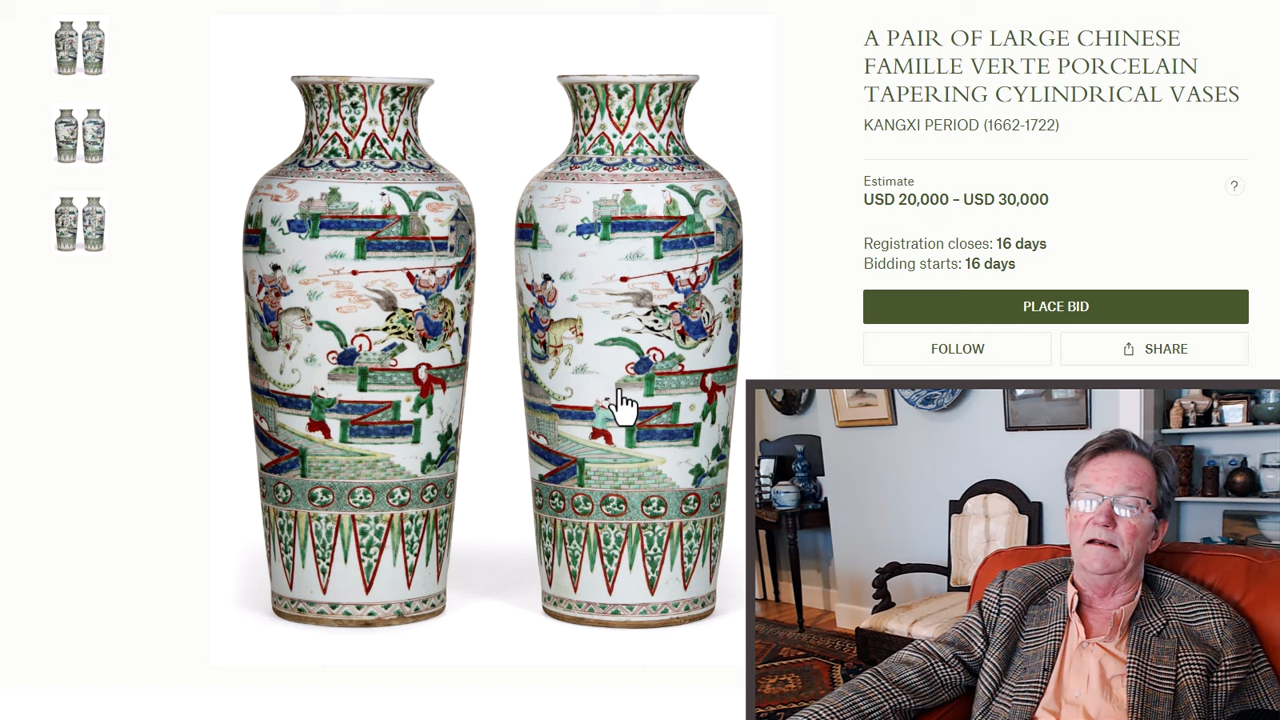 A PAIR OF LARGE CHINESE
FAMILLE VERTE PORCELAIN
TAPERING CYLINDRICAL VASES
KANGXI PERIOD (1662-1722)
Estimate
?
USD 20,000 – USD 30,000
Registration closes: 16 days
Bidding starts: 16 days
PLACE BID
FOLLOW
SHARE